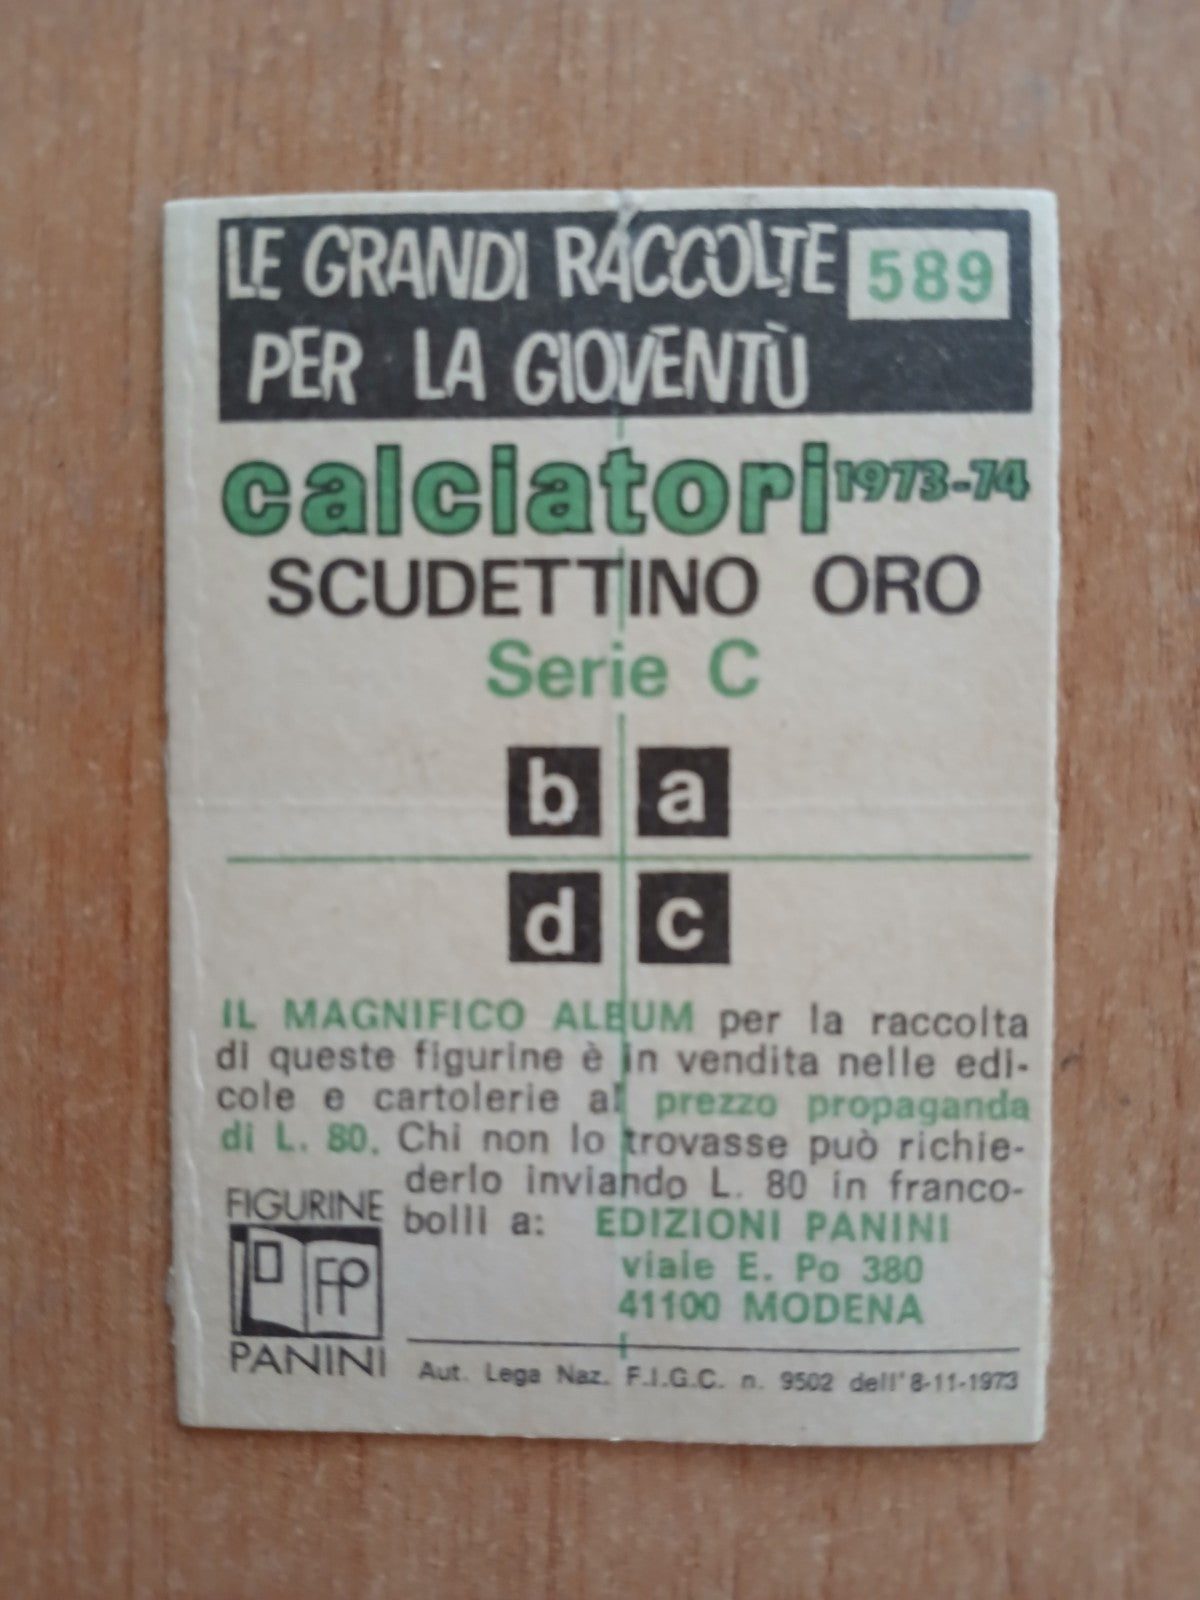 LE GRANDI RACCOLTE 589
PER LA GIOVENTÙ
calciatori 1973-74
SCUDETTINO ORO
Serie C
b a
d c
IL MAGNIFICO ALBUM per la raccolta
di queste figurine è in vendita nelle edi-
cole e cartolerie al prezzo propaganda
di L. 80. Chi non lo trovasse può richie-
derlo inviando L. 80 in franco-
bolli a: EDIZIONI PANINI
viale E. Po 380
41100 MODENA
FIGURINE
FP
PANINI
Aut. Lega Naz. F.I.G.C. n. 9502 dell'8-11-1973